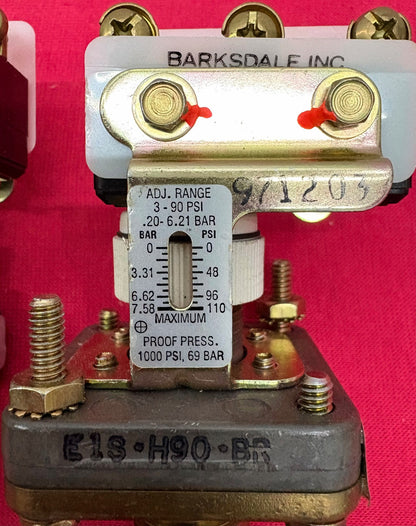 BARKSDALE INC
9/1203
ADJ. RANGE
3 - 90 PSI
.20- 6.21 BAR
BAR PSI
0 0
3.31 48
6.62 96
7.58 110
MAXIMUM
PROOF PRESS.
1000 PSI, 69 BAR
E1S·H90·BR